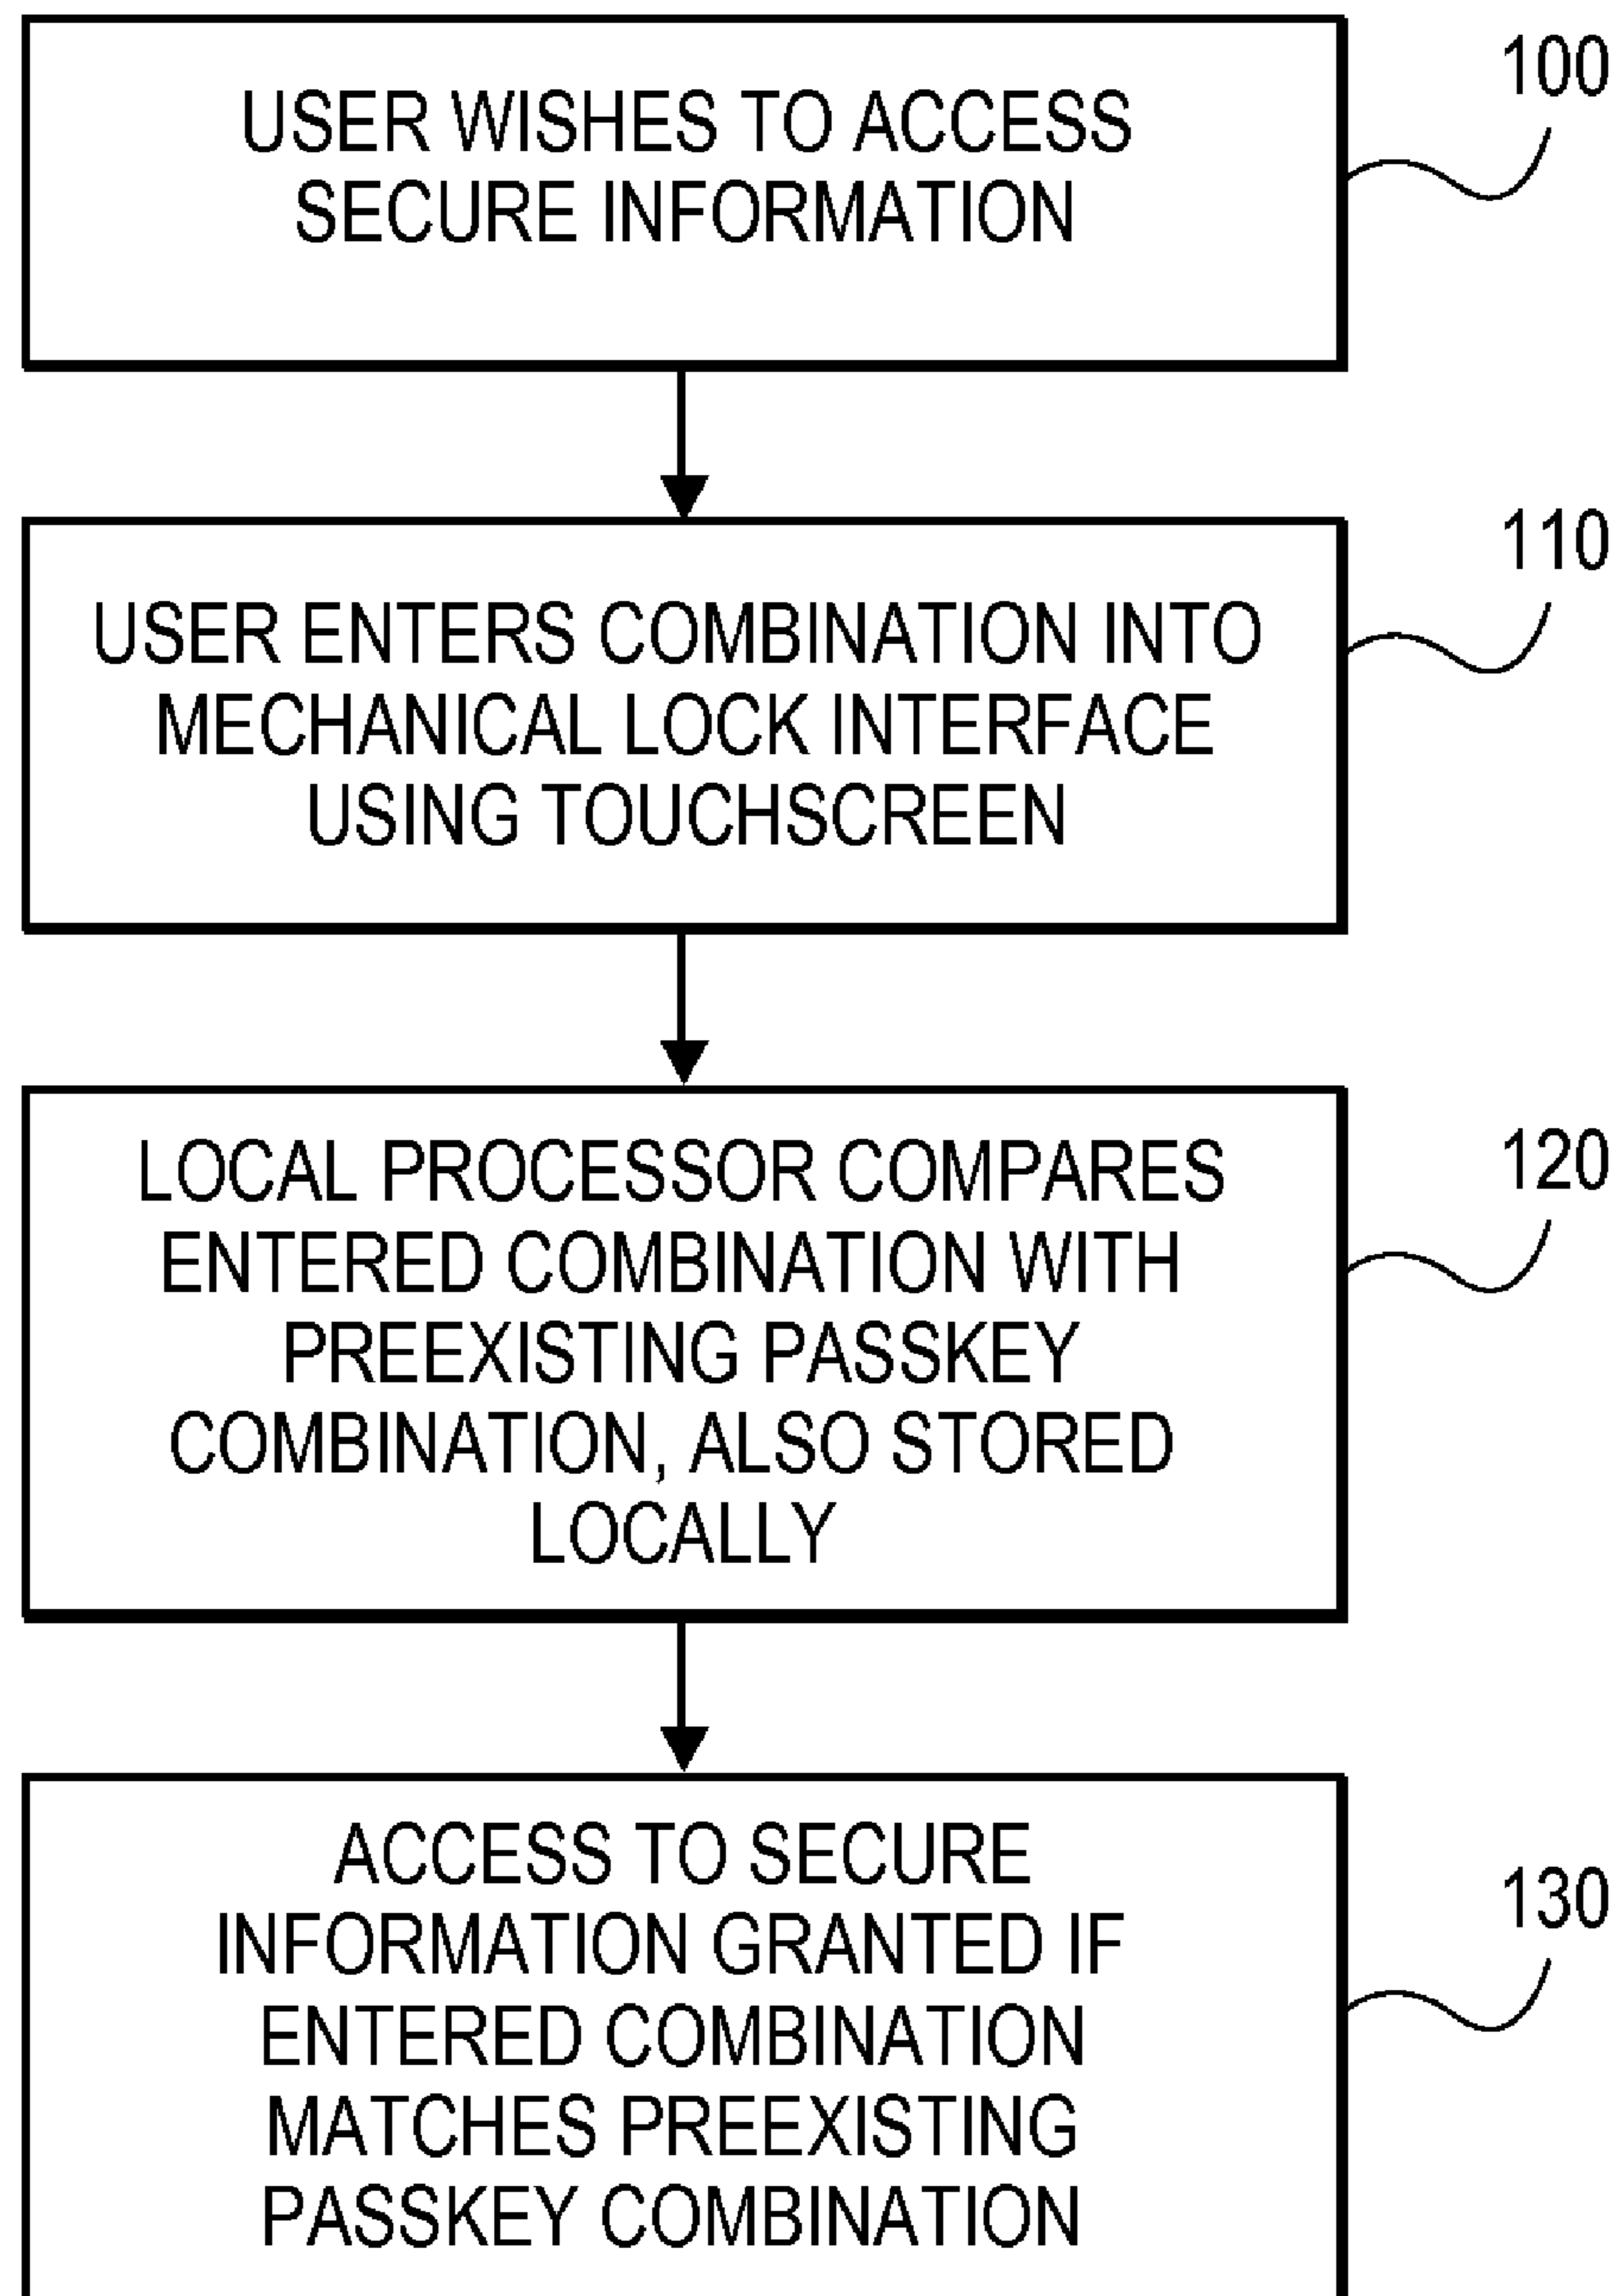 100
USER WISHES TO ACCESS
SECURE INFORMATION
110
USER ENTERS COMBINATION INTO
MECHANICAL LOCK INTERFACE
USING TOUCHSCREEN
120
LOCAL PROCESSOR COMPARES
ENTERED COMBINATION WITH
PREEXISTING PASSKEY
COMBINATION, ALSO STORED
LOCALLY
130
ACCESS TO SECURE
INFORMATION GRANTED IF
ENTERED COMBINATION
MATCHES PREEXISTING
PASSKEY COMBINATION